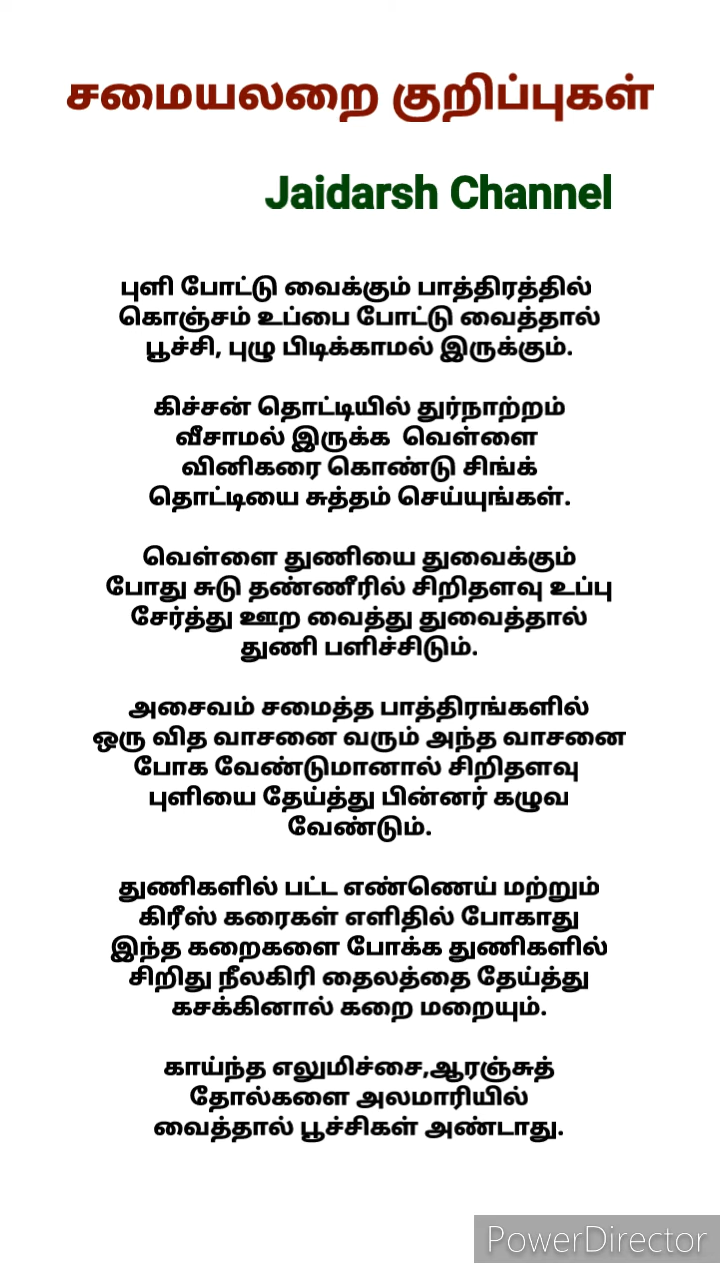 சமையலறை குறிப்புகள்
Jaidarsh Channel
புளி போட்டு வைக்கும் பாத்திரத்தில்
கொஞ்சம் உப்பை போட்டு வைத்தால்
பூச்சி, புழு பிடிக்காமல் இருக்கும்.
கிச்சன் தொட்டியில் துர்நாற்றம்
வீசாமல் இருக்க வெள்ளை
வினிகரை கொண்டு சிங்க்
தொட்டியை சுத்தம் செய்யுங்கள்.
வெள்ளை துணியை துவைக்கும்
போது சுடு தண்ணீரில் சிறிதளவு உப்பு
சேர்த்து ஊற வைத்து துவைத்தால்
துணி பளிச்சிடும்.
அசைவம் சமைத்த பாத்திரங்களில்
ஒரு வித வாசனை வரும் அந்த வாசனை
போக வேண்டுமானால் சிறிதளவு
புளியை தேய்த்து பின்னர் கழுவ
வேண்டும்.
துணிகளில் பட்ட எண்ணெய் மற்றும்
கிரீஸ் கரைகள் எளிதில் போகாது
இந்த கறைகளை போக்க துணிகளில்
சிறிது நீலகிரி தைலத்தை தேய்த்து
கசக்கினால் கறை மறையும்.
காய்ந்த எலுமிச்சை,ஆரஞ்சுத்
தோல்களை அலமாரியில்
வைத்தால் பூச்சிகள் அண்டாது.
PowerDirector